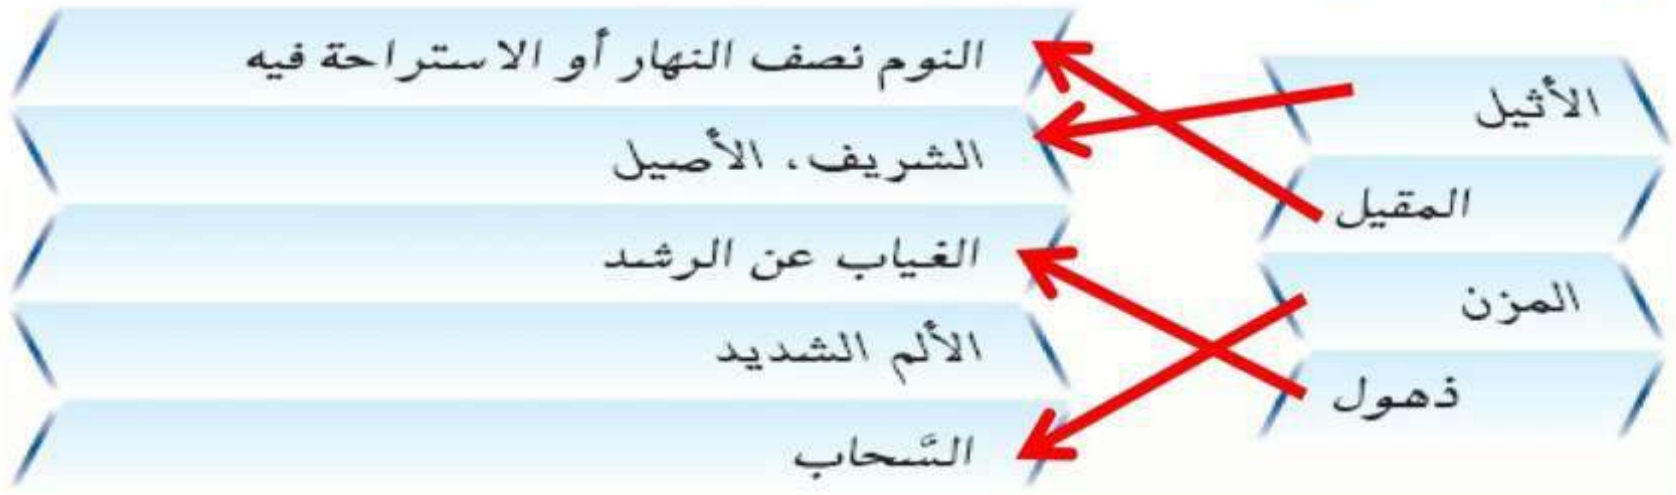 الأثيل
المقيل
المزن
ذهول
النوم نصف النهار أو الاستراحة فيه
الشريف، الأصيل
الغياب عن الرشد
الألم الشديد
السَّحاب